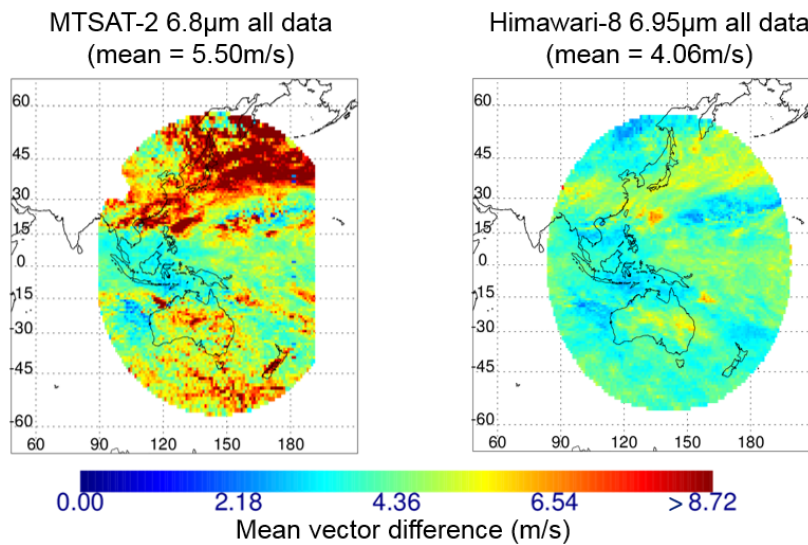 MTSAT-2 6.8µm all data
(mean = 5.50m/s)
Himawari-8 6.95µm all data
(mean = 4.06m/s)
60
45
30
15
0
-15
-30
-45
-60
60 90 120 150 180
60
45
30
15
0
-15
-30
-45
-60
60 90 120 150 180
0.00 2.18 4.36 6.54 >8.72
Mean vector difference (m/s)